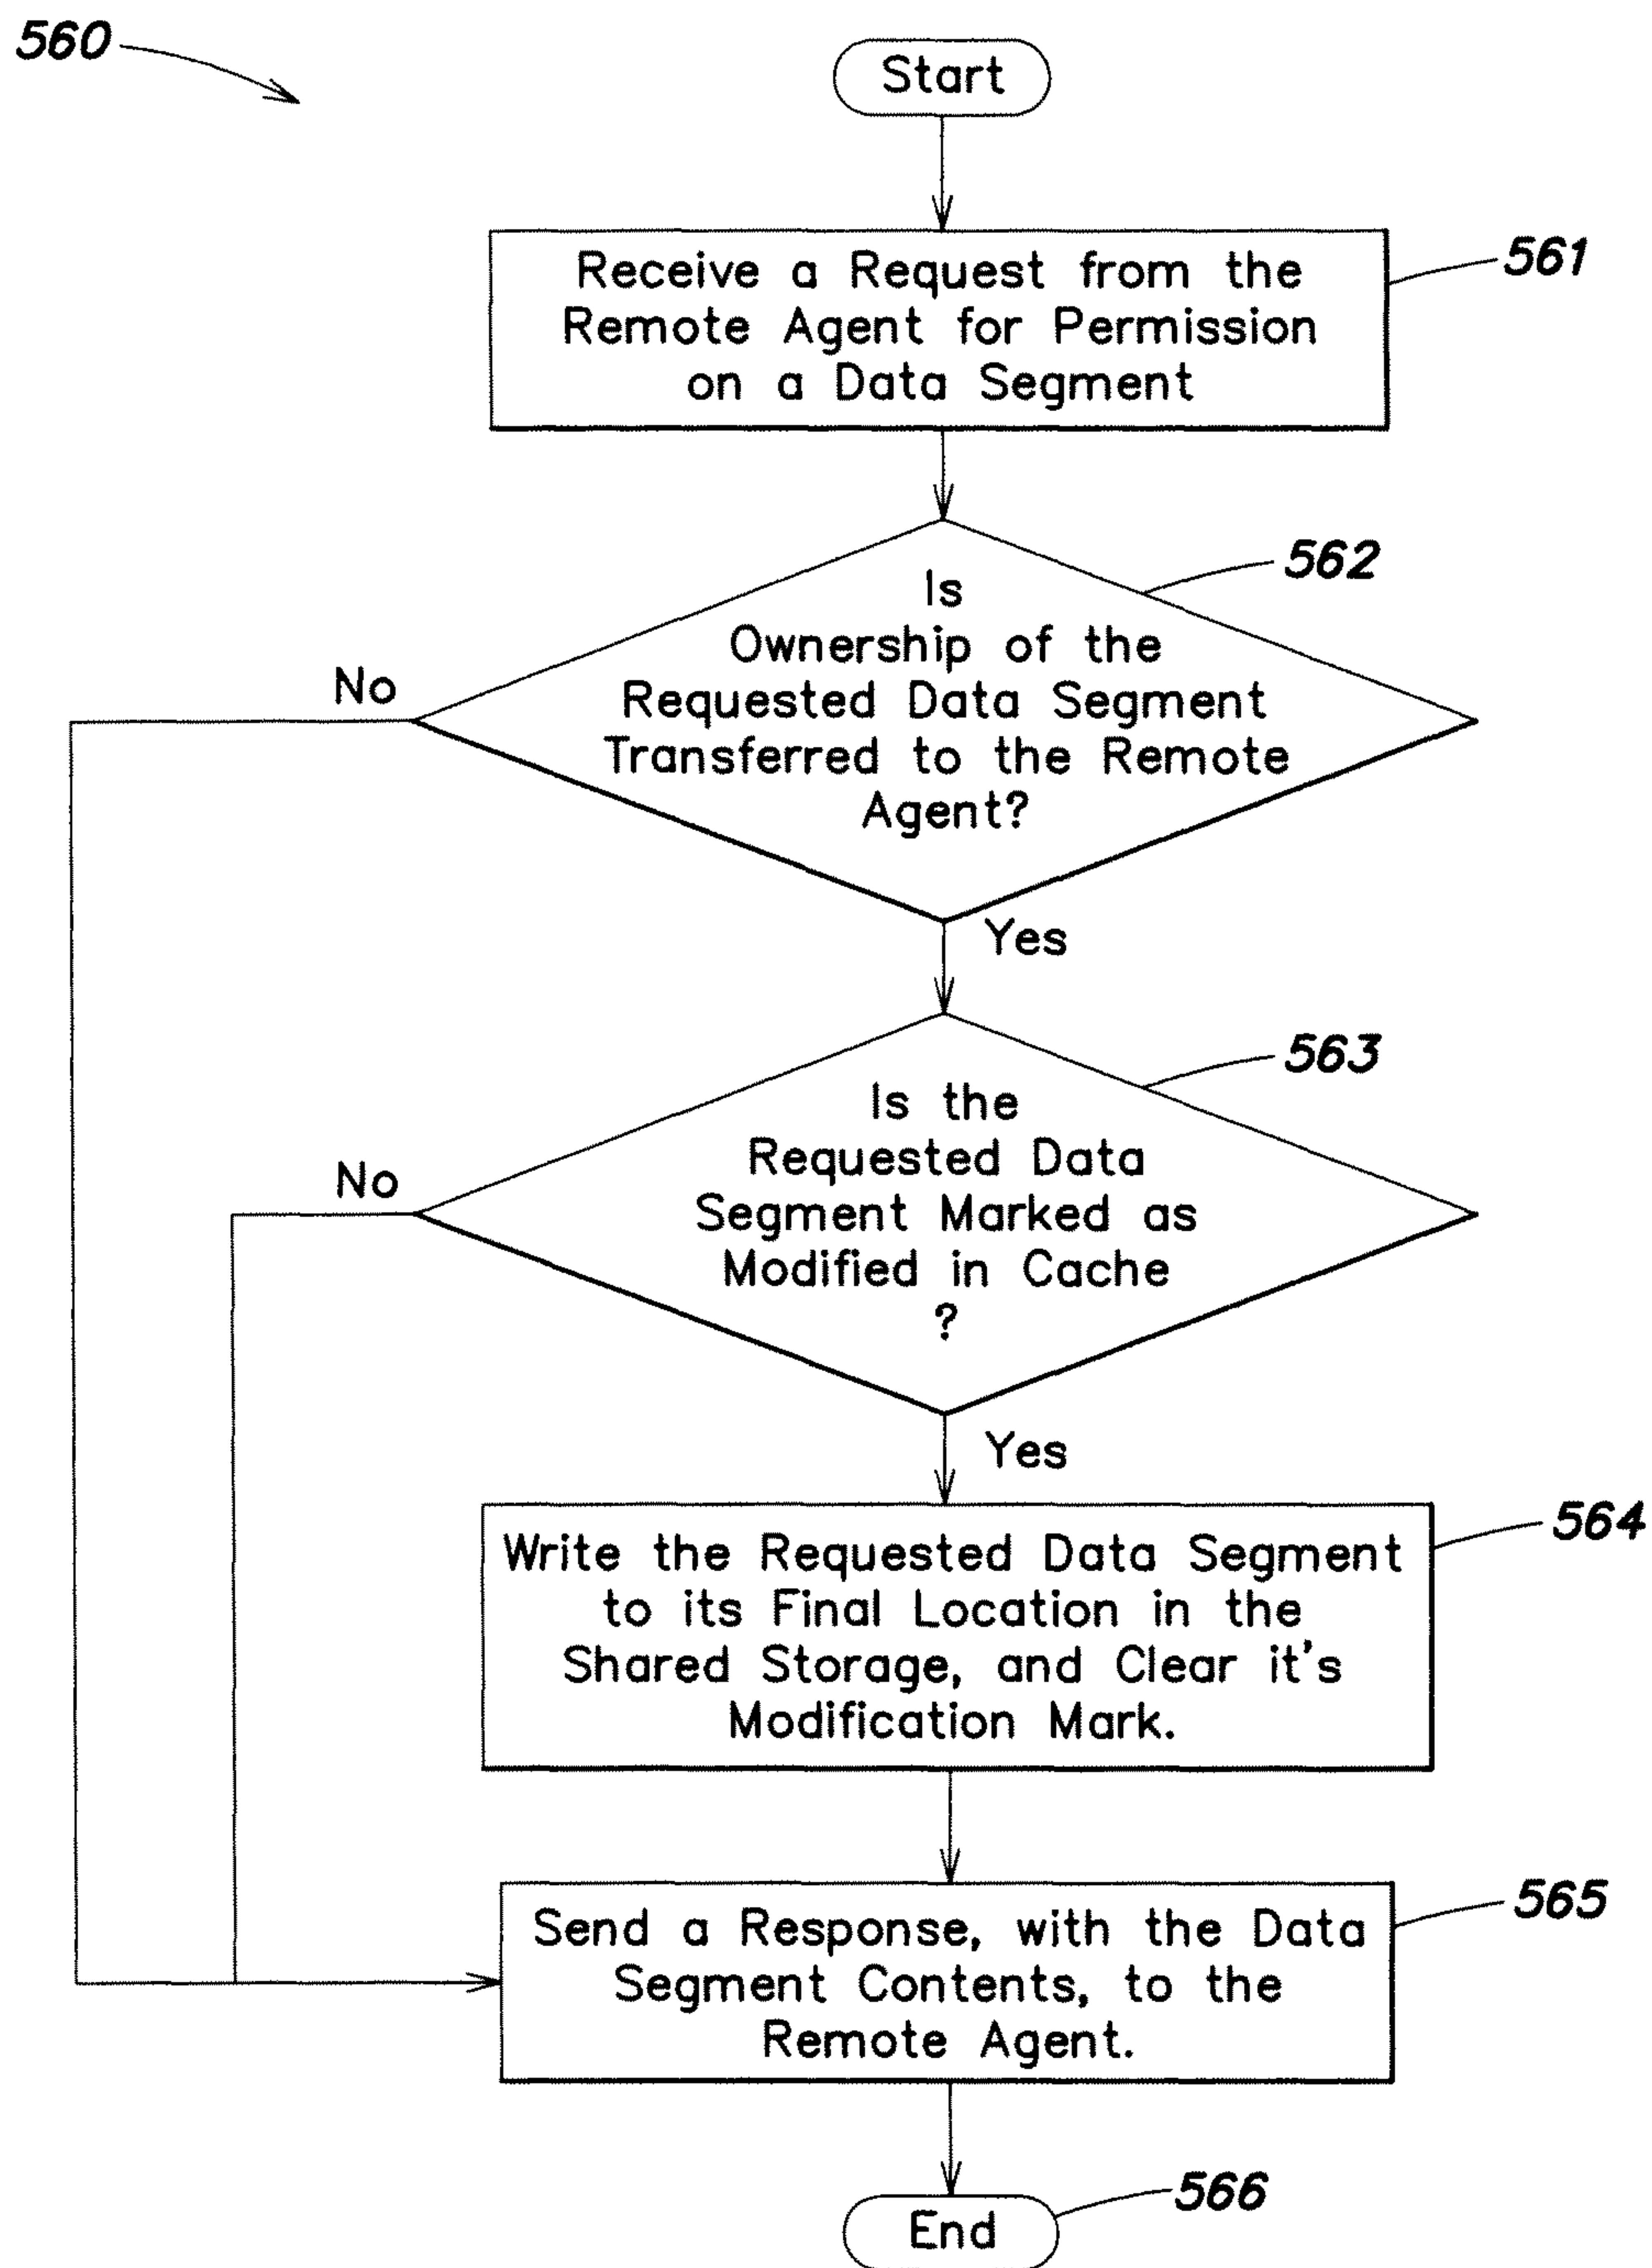 560
Start
Receive a Request from the
Remote Agent for Permission
on a Data Segment
561
Is
Ownership of the
Requested Data Segment
Transferred to the Remote
Agent?
562
No
Yes
Is the
Requested Data
Segment Marked as
Modified in Cache
?
563
No
Yes
Write the Requested Data Segment
to its Final Location in the
Shared Storage, and Clear it's
Modification Mark.
564
Send a Response, with the Data
Segment Contents, to the
Remote Agent.
565
End
566